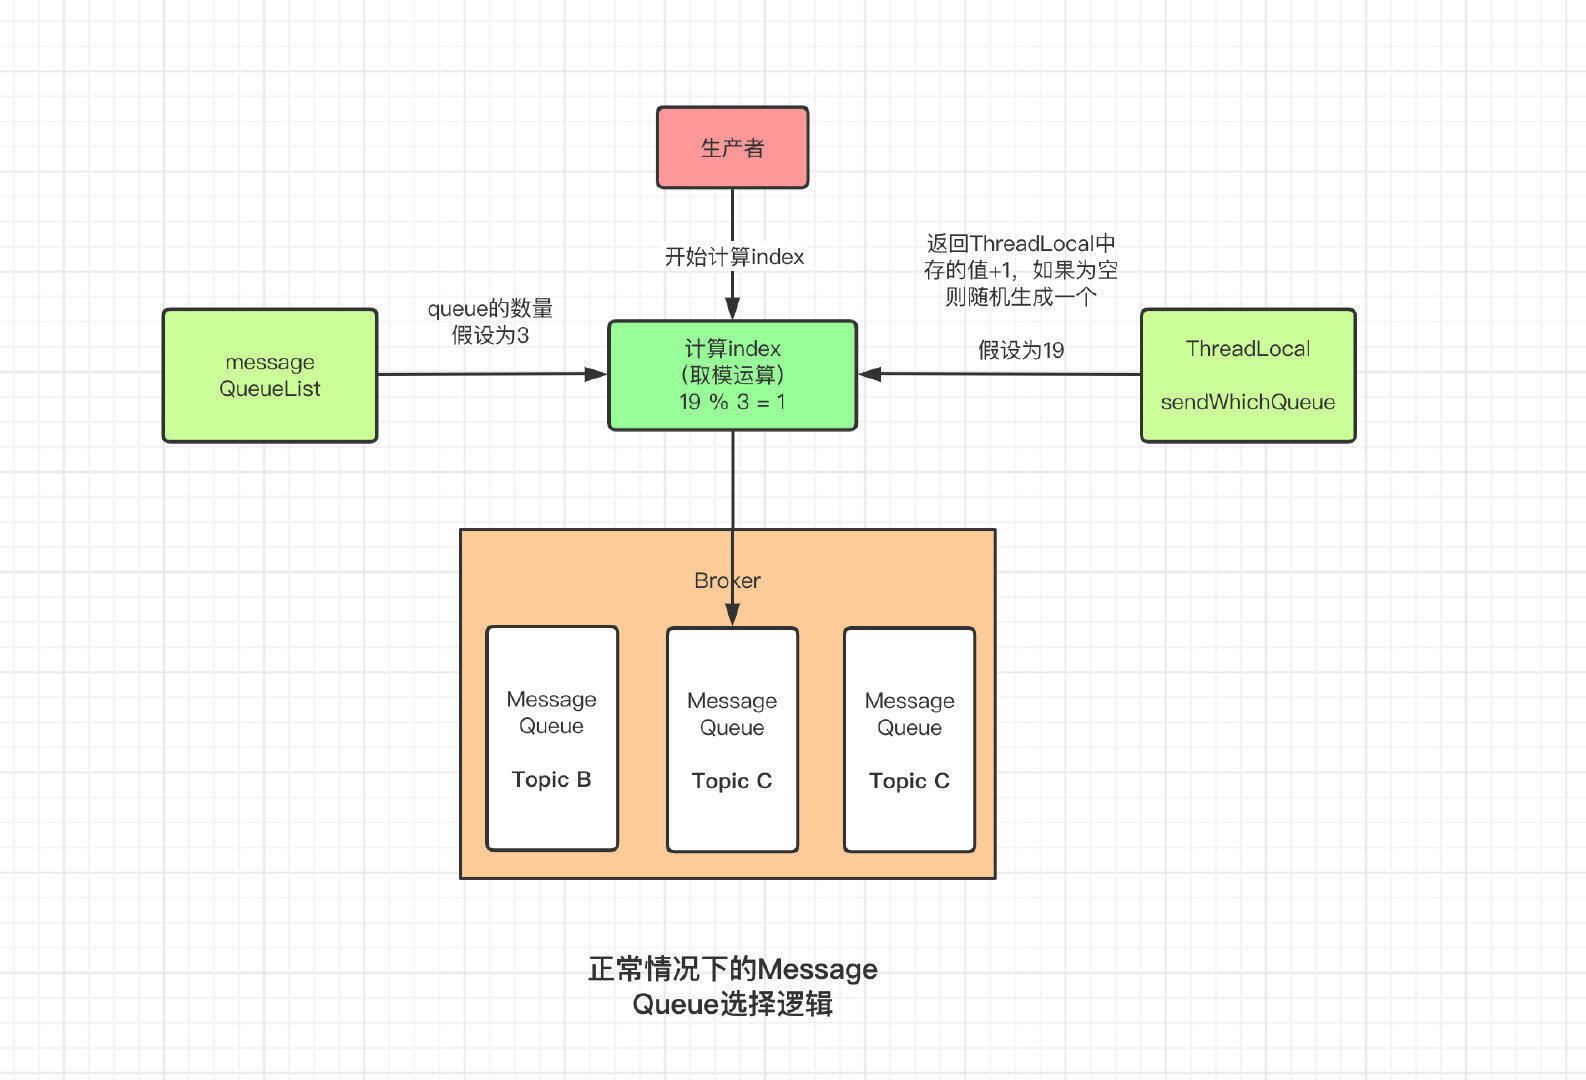 生产者
开始计算index
返回ThreadLocal中
存的值+1，如果为空
则随机生成一个
假设为19
queue的数量
假设为3
message
QueueList
计算index
（取模运算）
19 % 3 = 1
ThreadLocal
sendWhichQueue
Broker
Message
Queue
Topic B
Message
Queue
Topic C
Message
Queue
Topic C
正常情况下的Message
Queue选择逻辑